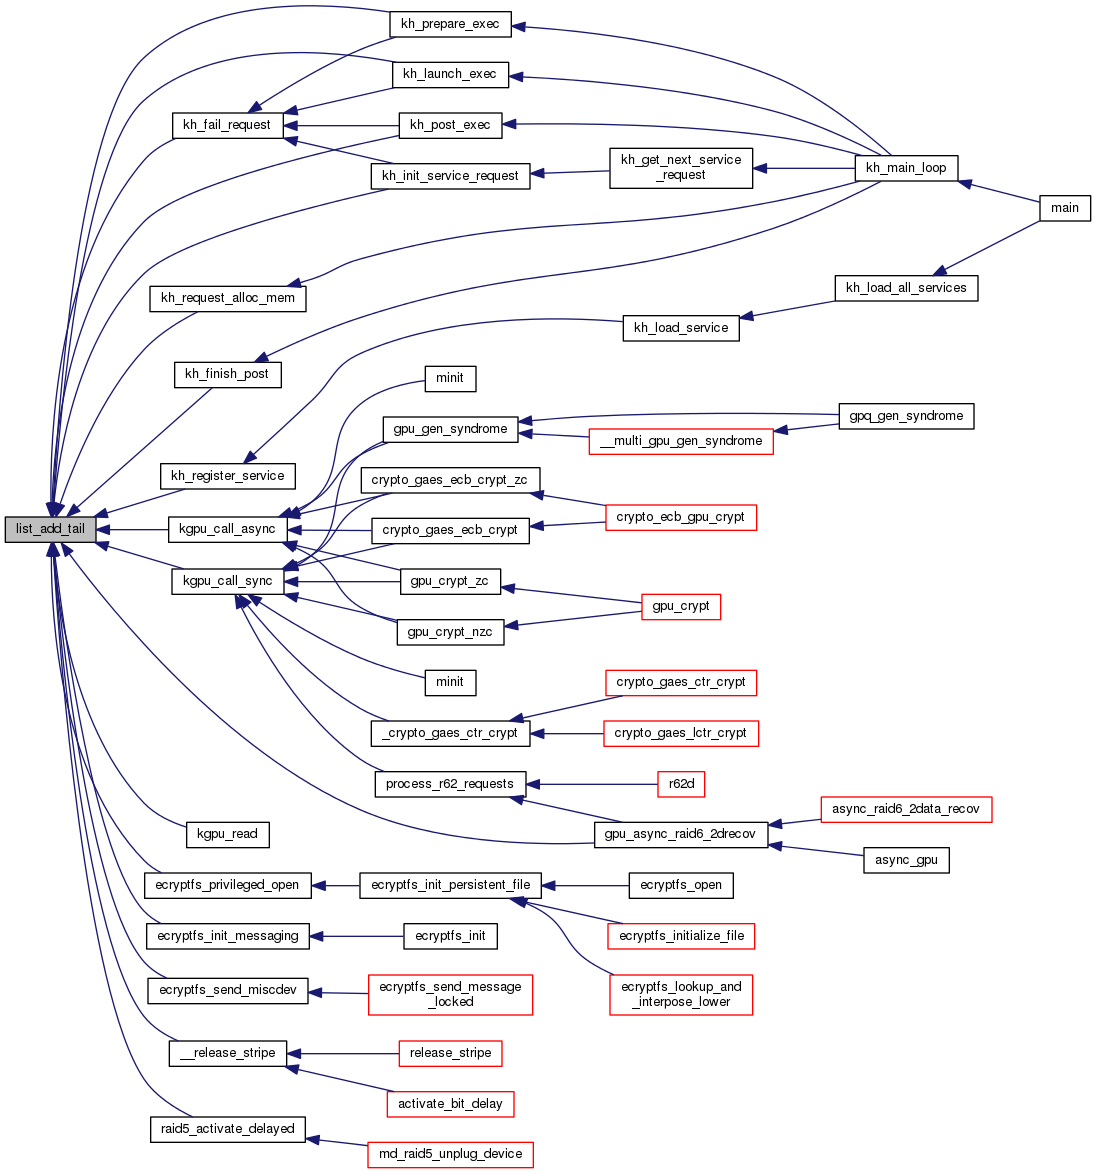 kh_prepare_exec
kh_launch_exec
kh_fail_request
kh_post_exec
kh_get_next_service
_request
kh_main_loop
kh_init_service_request
main
kh_request_alloc_mem
kh_load_all_services
kh_load_service
kh_finish_post
minit
gpu_gen_syndrome
gpq_gen_syndrome
__multi_gpu_gen_syndrome
kh_register_service
crypto_gaes_ecb_crypt_zc
crypto_ecb_gpu_crypt
list_add_tail
kgpu_call_async
crypto_gaes_ecb_crypt
kgpu_call_sync
gpu_crypt_zc
gpu_crypt
gpu_crypt_nzc
minit
crypto_gaes_ctr_crypt
_crypto_gaes_ctr_crypt
crypto_gaes_lctr_crypt
process_r62_requests
r62d
async_raid6_2data_recov
kgpu_read
gpu_async_raid6_2drecov
async_gpu
ecryptfs_privileged_open
ecryptfs_init_persistent_file
ecryptfs_open
ecryptfs_init_messaging
ecryptfs_init
ecryptfs_initialize_file
ecryptfs_send_miscdev
ecryptfs_send_message
_locked
ecryptfs_lookup_and
_interpose_lower
__release_stripe
release_stripe
activate_bit_delay
raid5_activate_delayed
md_raid5_unplug_device